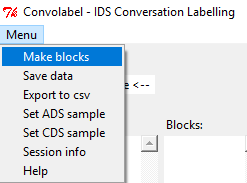 Convolabel - IDS Conversation Labelling
Menu
Make blocks
Save data
Export to csv
Set ADS sample
Set CDS sample
Session info
Help
<--
Blocks: